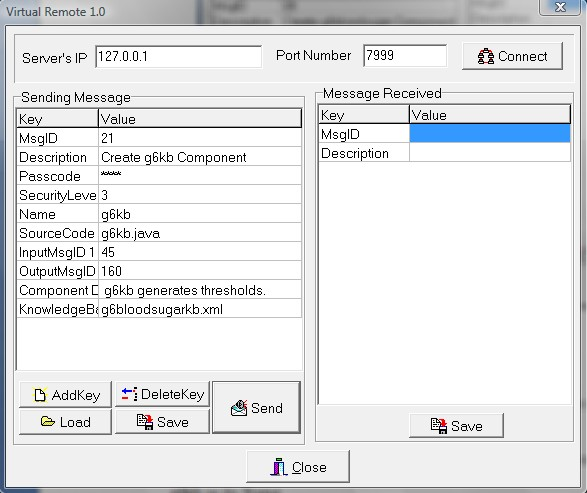 Virtual Remote 1.0
Server's IP 127.0.0.1 Port Number 7999 Connect
Sending Message
Key Value
MsgID 21
Description Create g6kb Component
Passcode ****
SecurityLeve 3
Name g6kb
SourceCode g6kb.java
InputMsgID 1 45
OutputMsgID 160
Component D g6kb generates thresholds.
KnowledgeBa g6bloodsugarkb.xml
AddKey DeleteKey
Load Save
Send
Message Received
Key Value
MsgID
Description
Save
Close